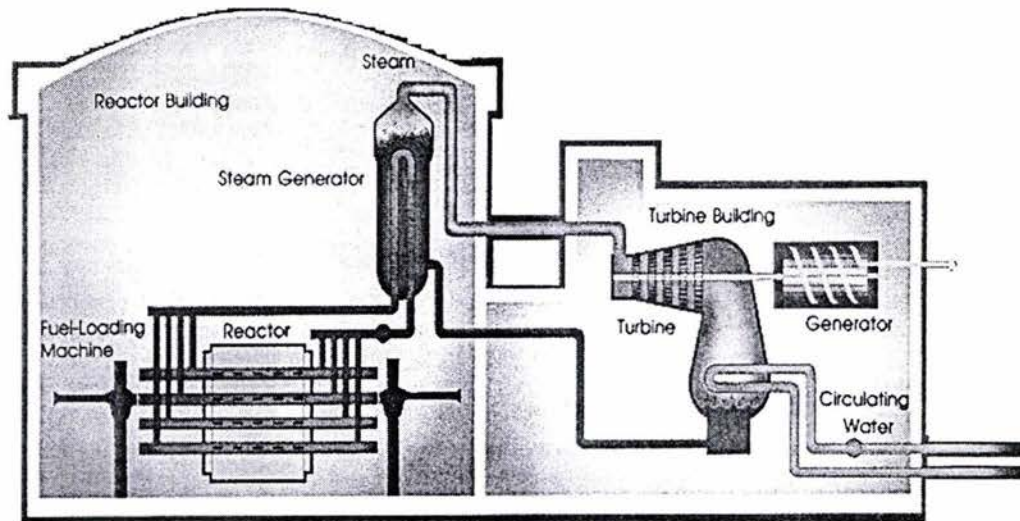 Steam
Reactor Building
Steam Generator
Turbine Building
Fuel-Loading
Machine
Reactor
Turbine
Generator
Circulating
Water